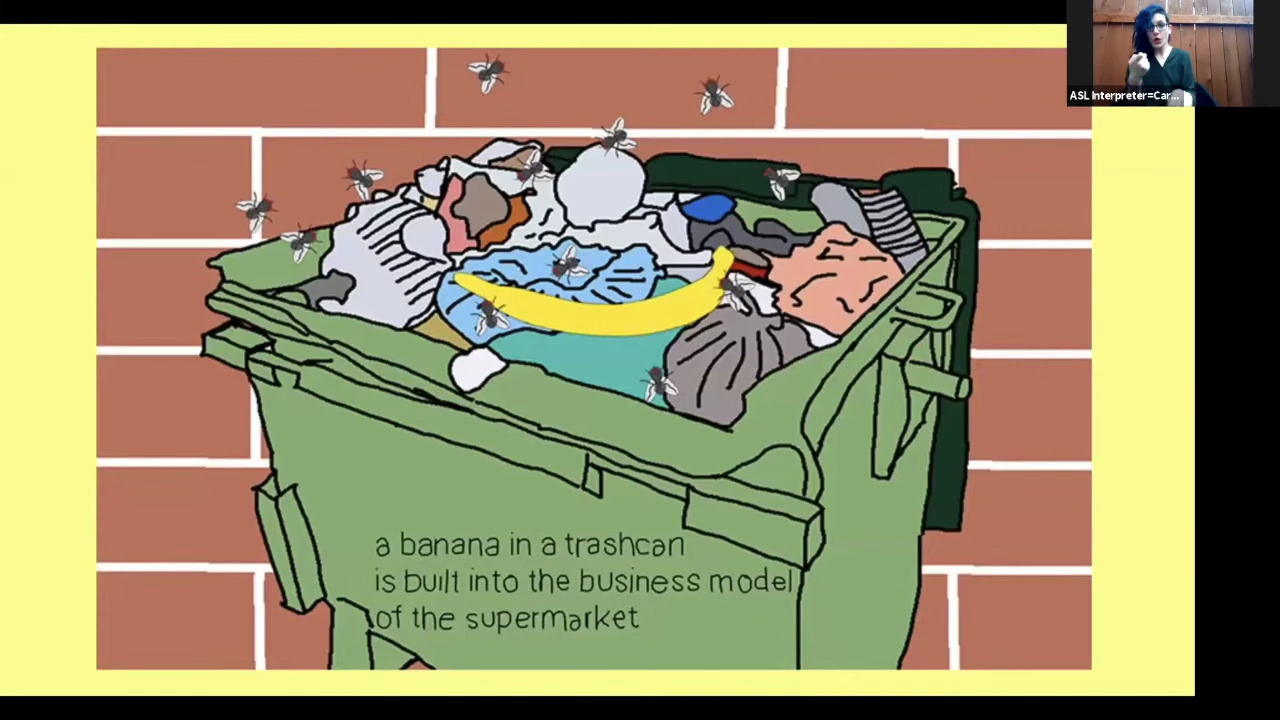 ASL Interpreter=Car...
a banana in a trashcan
is built into the business model
of the supermarket